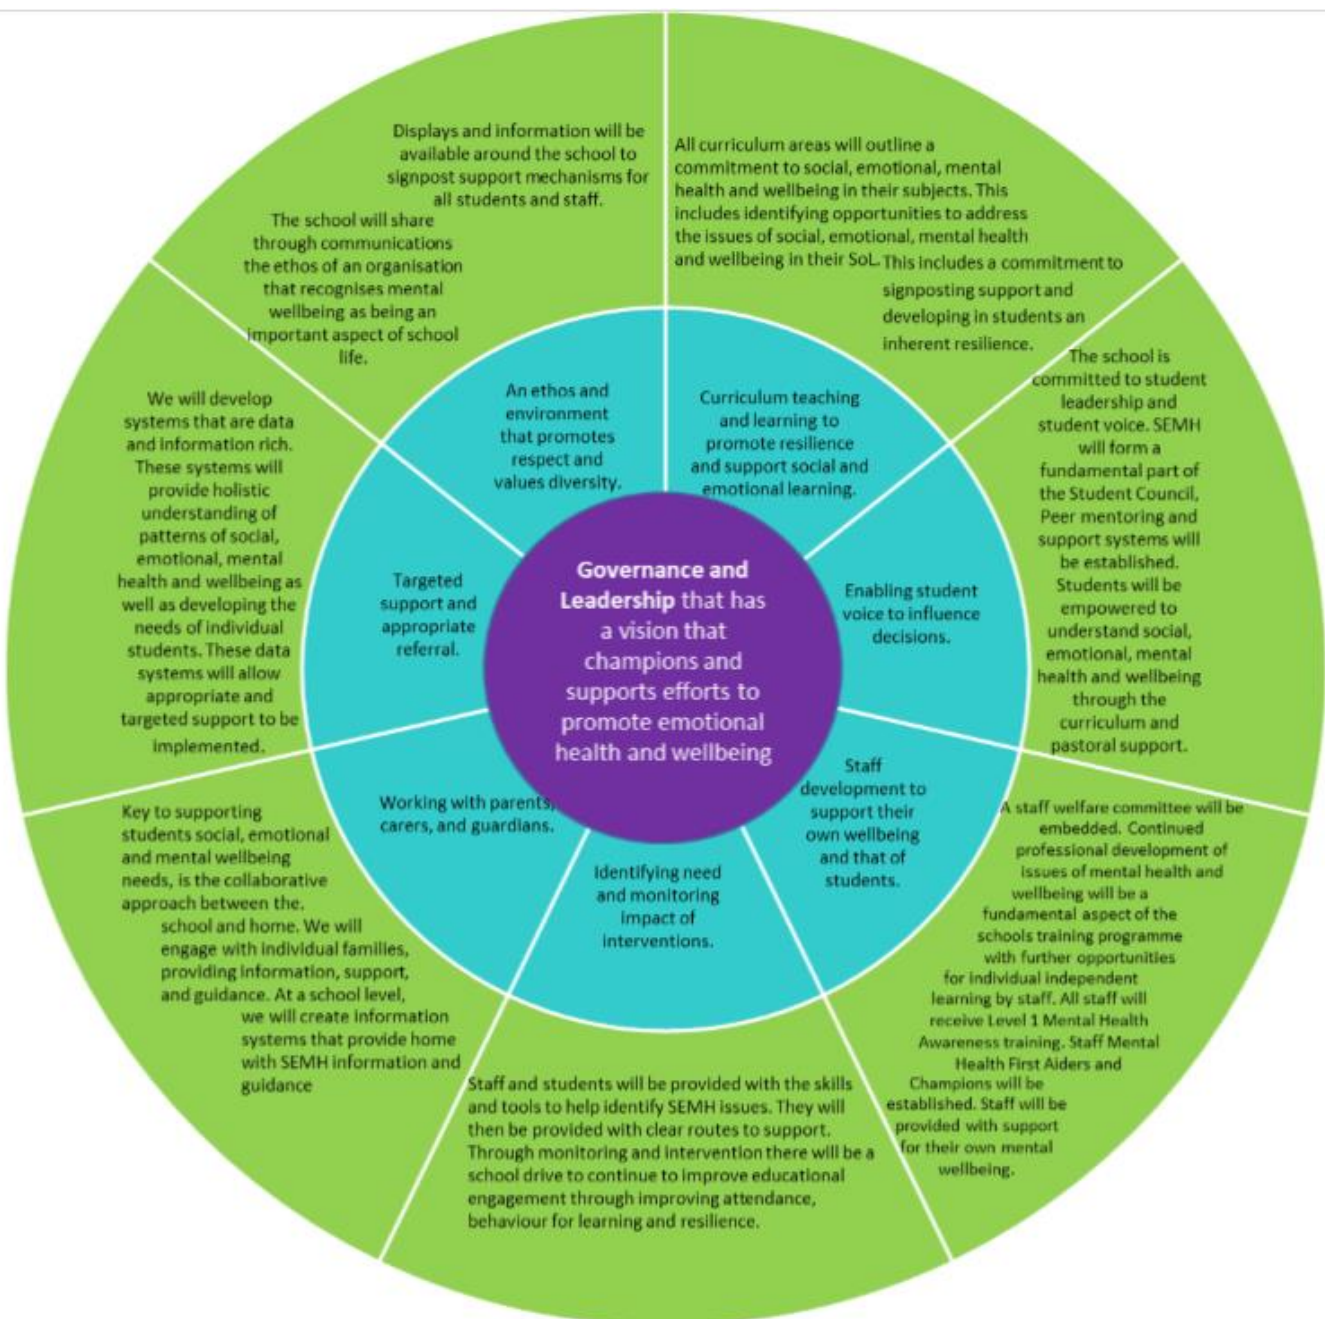 Displays and information will be
available around the school to
signpost support mechanisms for
all students and staff.
The school will share
through communications
the ethos of an organisation
that recognises mental
wellbeing as being an
important aspect of school
life.
All curriculum areas will outline a
commitment to social, emotional, mental
health and wellbeing in their subjects. This
includes identifying opportunities to address
the issues of social, emotional, mental health
and wellbeing in their SoL. This includes a commitment to
signposting support and
developing in students an
inherent resilience.
The school is
committed to student
leadership and
student voice. SEMH
will form a
fundamental part of
the Student Council,
Peer mentoring and
support systems will
be established.
Students will be
empowered to
understand social,
emotional, mental
health and wellbeing
through the
curriculum and
pastoral support.
A staff welfare committee will be
embedded. Continued
professional development of
issues of mental health and
wellbeing will be a
fundamental aspect of the
schools training programme
with further opportunities
for individual independent
learning by staff. All staff will
receive Level 1 Mental Health
Awareness training. Staff Mental
Health First Aiders and
Champions will be
established. Staff will be
provided with support
for their own mental
wellbeing.
Staff and students will be provided with the skills
and tools to help identify SEMH issues. They will
then be provided with clear routes to support.
Through monitoring and intervention there will be a
school drive to continue to improve educational
engagement through improving attendance,
behaviour for learning and resilience.
Key to supporting
students social, emotional
and mental wellbeing
needs, is the collaborative
approach between the.
school and home. We will
engage with individual families,
providing information, support,
and guidance. At a school level,
we will create information
systems that provide home
with SEMH information and
guidance
We will develop
systems that are data
and information rich.
These systems will
provide holistic
understanding of
patterns of social,
emotional, mental
health and wellbeing as
well as developing the
needs of individual
students. These data
systems will allow
appropriate and
targeted support to be
implemented.
An ethos and
environment
that promotes
respect and
values diversity.
Curriculum teaching
and learning to
promote resilience
and support social and
emotional learning.
Enabling student
voice to influence
decisions.
Staff
development to
support their
own wellbeing
and that of
students.
Identifying need
and monitoring
impact of
interventions.
Working with parents,
carers, and guardians.
Targeted
support and
appropriate
referral.
Governance and
Leadership that has
a vision that
champions and
supports efforts to
promote emotional
health and wellbeing